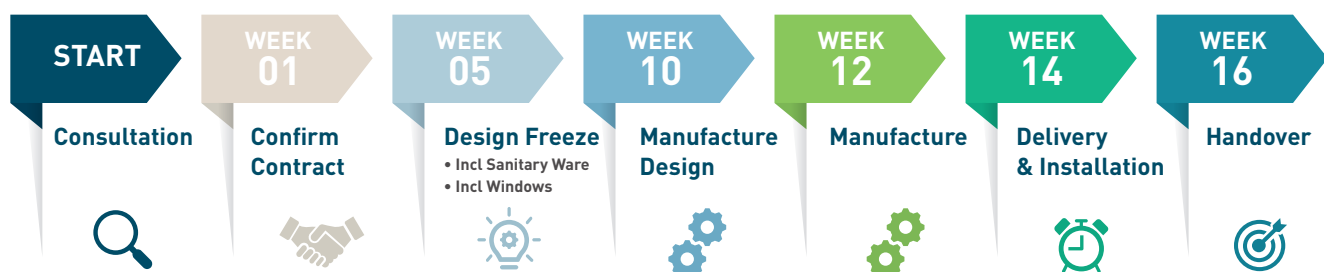 START
Consultation
WEEK
01
Confirm
Contract
WEEK
05
Design Freeze
• Incl Sanitary Ware
• Incl Windows
WEEK
10
Manufacture
Design
WEEK
12
Manufacture
WEEK
14
Delivery
& Installation
WEEK
16
Handover